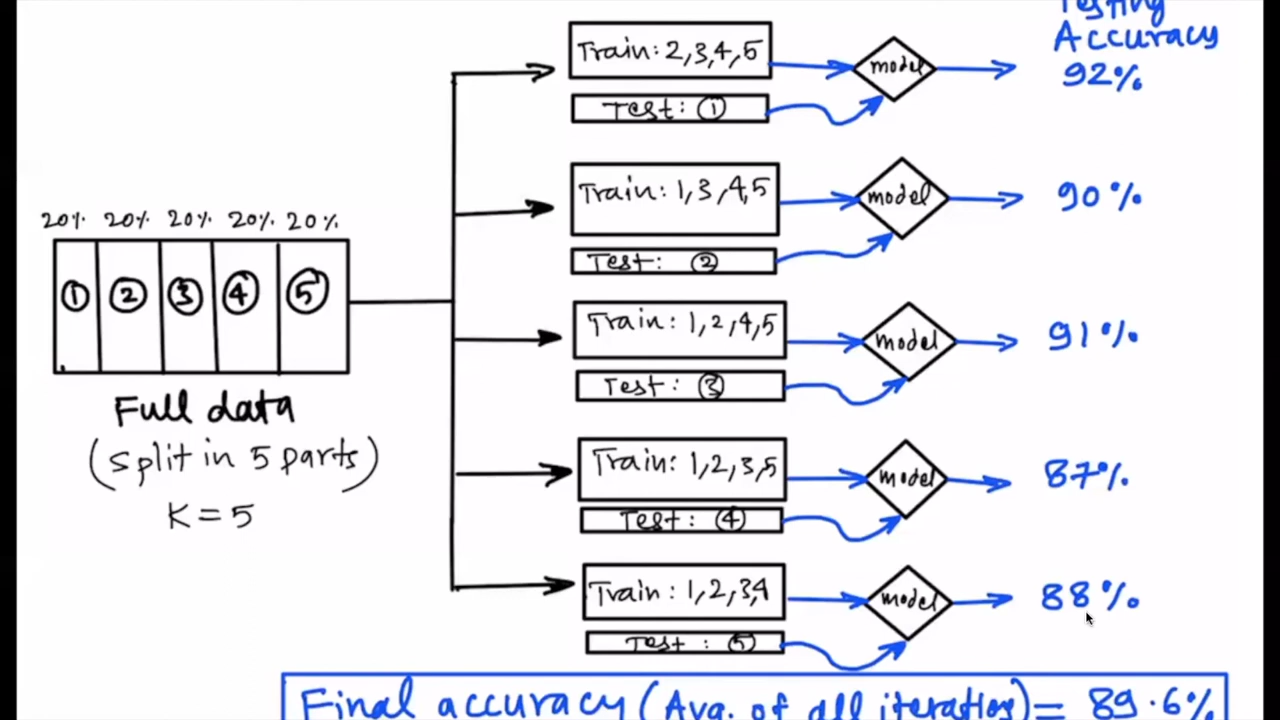 Testing
Accuracy
Train: 2,3,4,5
model
92%
Test: ①
Train: 1,3,4,5
model
90%
Test: ②
20% 20% 20% 20% 20%
① ② ③ ④ ⑤
Train: 1,2,4,5
model
91%
Test: ③
Full data
(split in 5 parts)
K=5
Train: 1,2,3,5
model
87%
Test: ④
Train: 1,2,3,4
model
88%
Test: ⑤
Final accuracy (Avg. of all iterations) = 89.6%